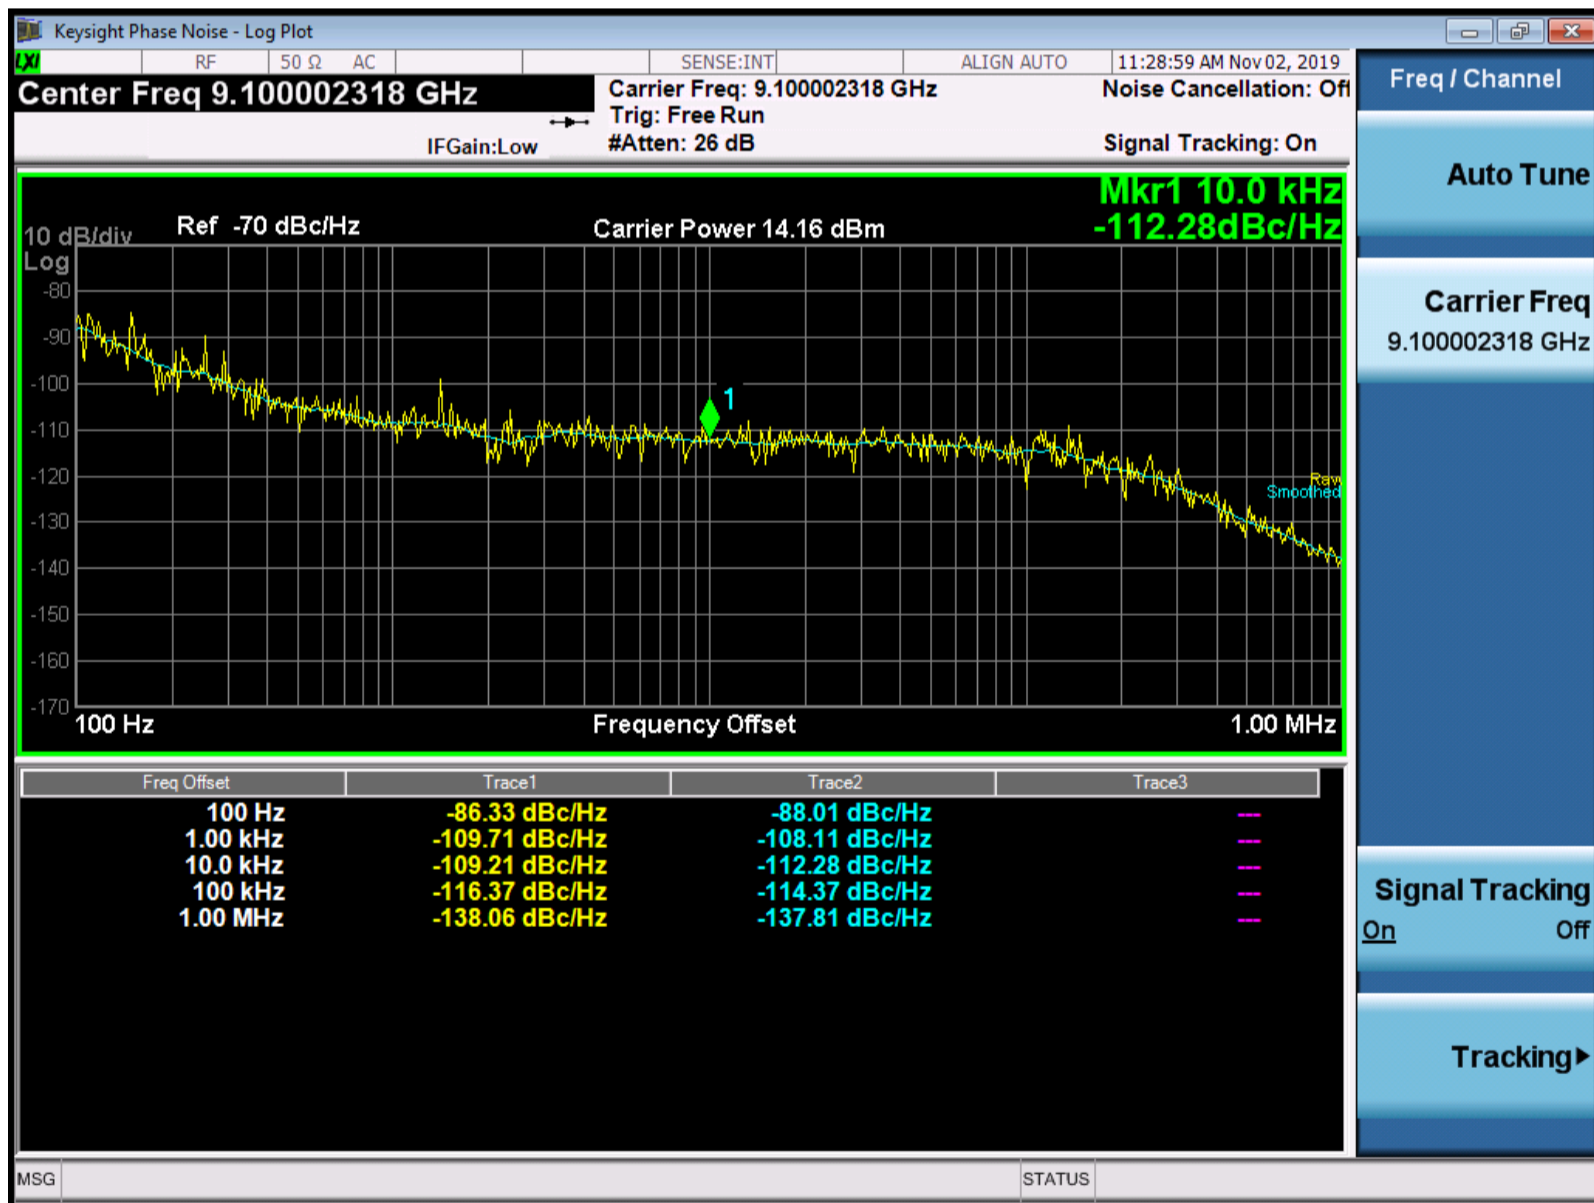 Keysight Phase Noise - Log Plot
LXI RF 50 Ω AC SENSE:INT ALIGN AUTO 11:28:59 AM Nov 02, 2019
Center Freq 9.100002318 GHz
IFGain:Low
Carrier Freq: 9.100002318 GHz
Trig: Free Run
#Atten: 26 dB
Noise Cancellation: Off
Signal Tracking: On
Mkr1 10.0 kHz
-112.28dBc/Hz
10 dB/div
Log
Ref -70 dBc/Hz
Carrier Power 14.16 dBm
-80
-90
-100
1
-110
-120
Raw
Smoothed
-130
-140
-150
-160
-170
100 Hz Frequency Offset 1.00 MHz
Freq Offset Trace1 Trace2 Trace3
100 Hz -86.33 dBc/Hz -88.01 dBc/Hz ---
1.00 kHz -109.71 dBc/Hz -108.11 dBc/Hz ---
10.0 kHz -109.21 dBc/Hz -112.28 dBc/Hz ---
100 kHz -116.37 dBc/Hz -114.37 dBc/Hz ---
1.00 MHz -138.06 dBc/Hz -137.81 dBc/Hz ---
Freq / Channel
Auto Tune
Carrier Freq
9.100002318 GHz
Signal Tracking
On Off
Tracking
MSG STATUS